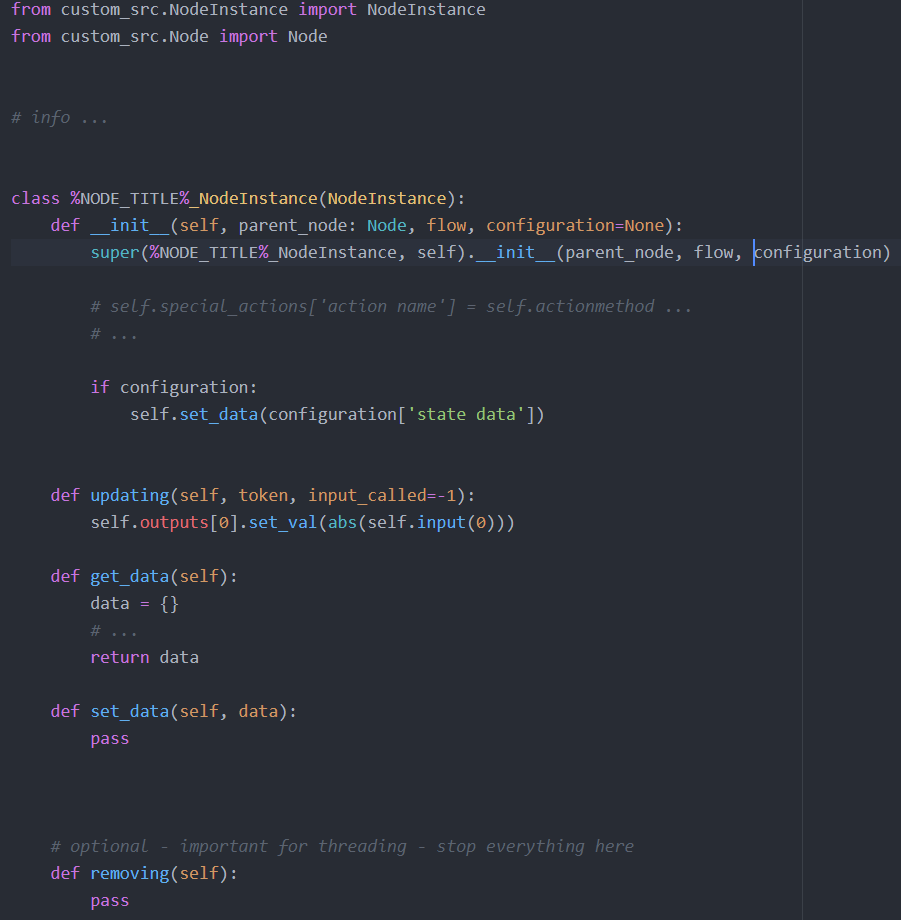 from custom_src.NodeInstance import NodeInstance
from custom_src.Node import Node
# info ...
class %NODE_TITLE%_NodeInstance(NodeInstance):
    def __init__(self, parent_node: Node, flow, configuration=None):
        super(%NODE_TITLE%_NodeInstance, self).__init__(parent_node, flow, configuration)
        # self.special_actions['action name'] = self.actionmethod ...
        # ...
        if configuration:
            self.set_data(configuration['state data'])
    def updating(self, token, input_called=-1):
        self.outputs[0].set_val(abs(self.input(0)))
    def get_data(self):
        data = {}
        # ...
        return data
    def set_data(self, data):
        pass
    # optional - important for threading - stop everything here
    def removing(self):
        pass